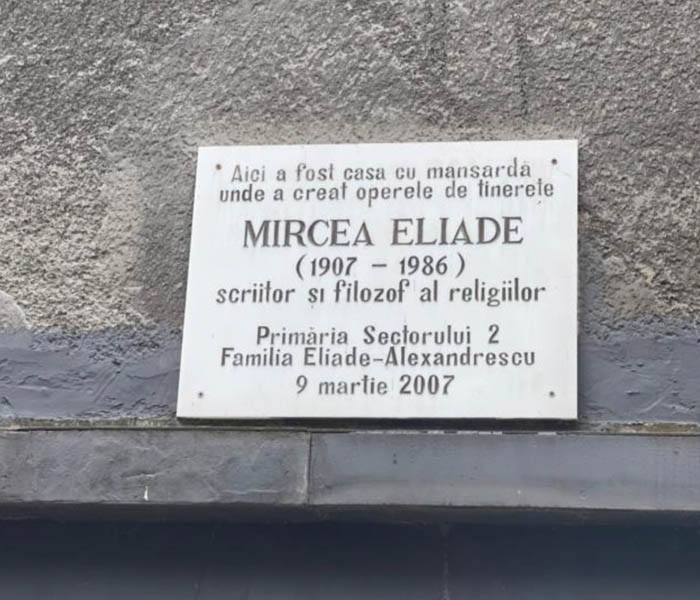 Aici a fost casa cu mansardă
unde a creat operele de tinerețe
MIRCEA ELIADE
(1907 - 1986)
scriitor și filozof al religiilor
Primăria Sectorului 2
Familia Eliade-Alexandrescu
9 martie 2007